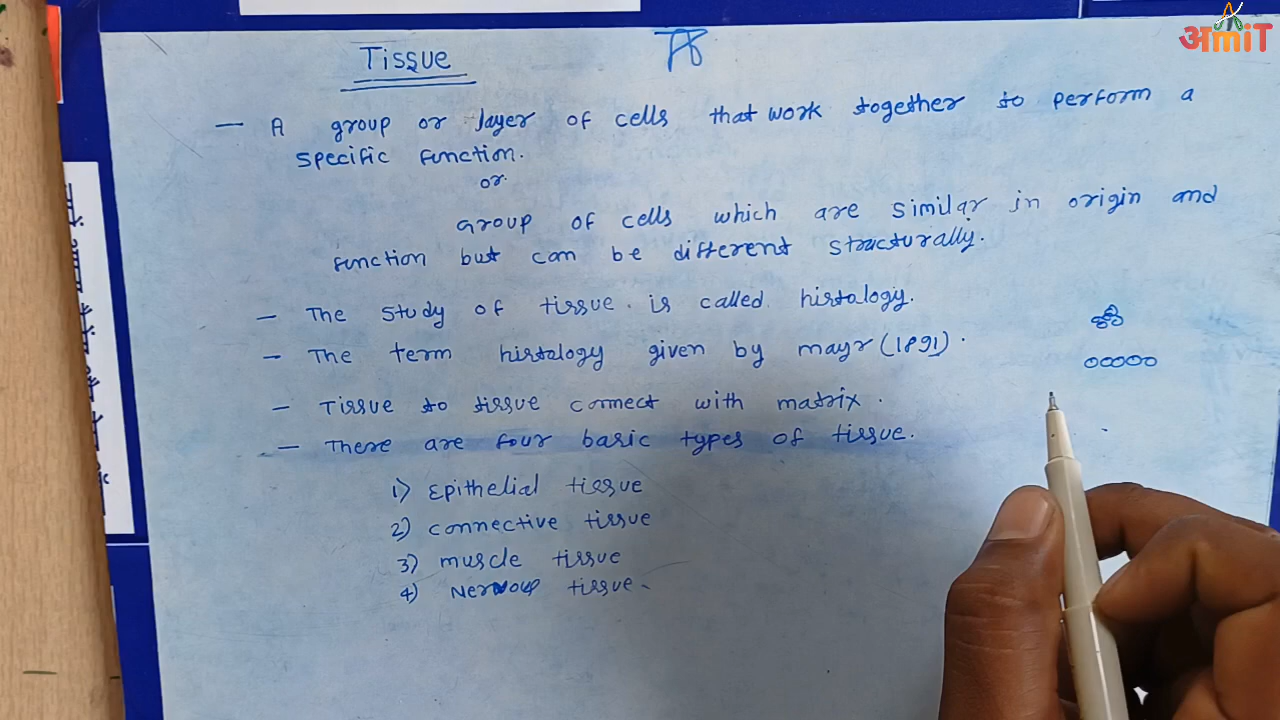 अmiT
Tissue
— A group or layer of cells that work together to perform a
specific function.
or
group of cells which are similar in origin and
function but can be different structurally.
— The study of tissue is called histalogy.
— The term histalogy given by mayr (1891).
— Tissue to tissue connect with matrix.
— There are four basic types of tissue.
1) Epithelial tissue
2) connective tissue
3) muscle tissue
4) Nervous tissue